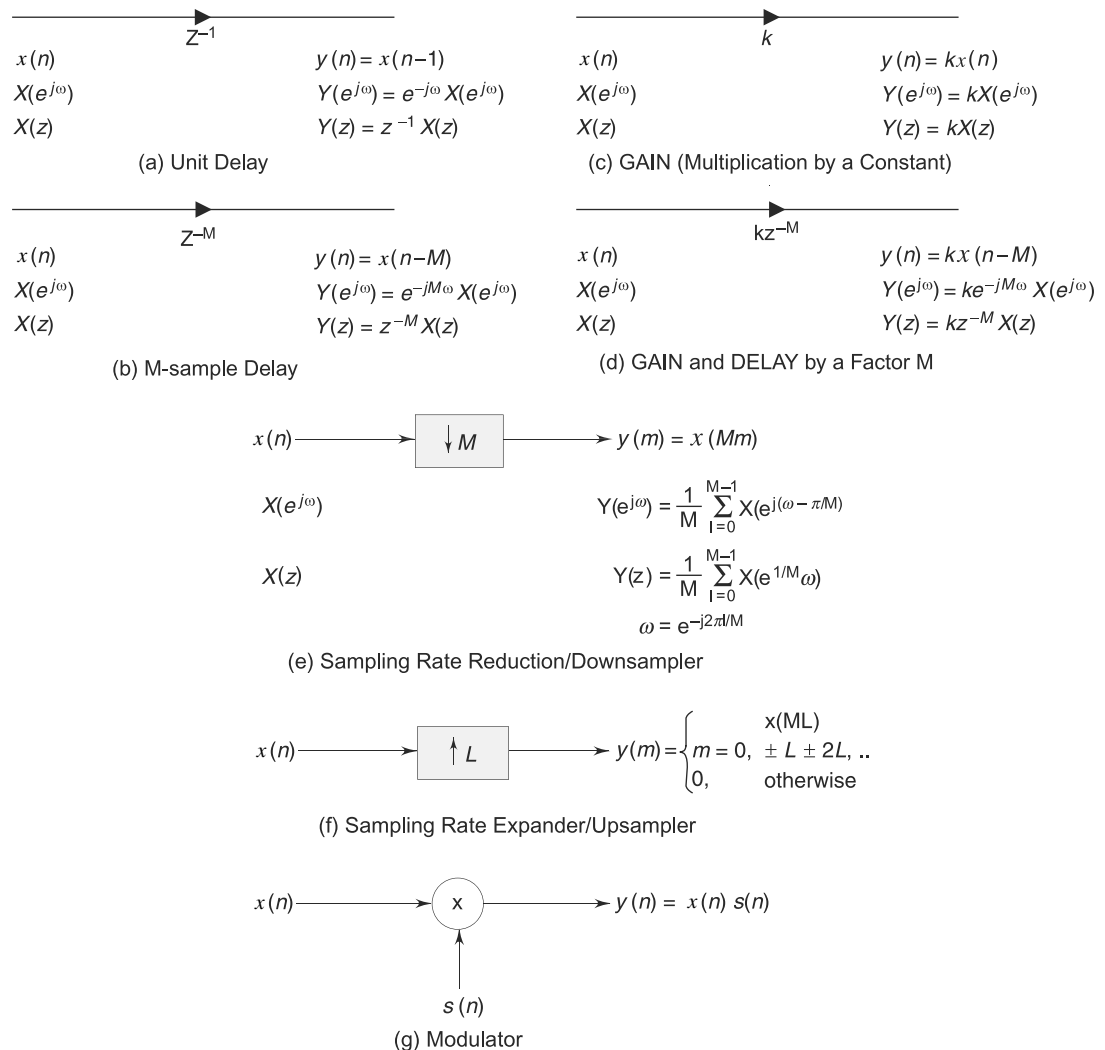 Z⁻¹
x(n) y(n) = x(n–1)
X(e^{jω}) Y(e^{jω}) = e^{–jω} X(e^{jω})
X(z) Y(z) = z^{–1} X(z)
(a) Unit Delay
k
x(n) y(n) = kx(n)
X(e^{jω}) Y(e^{jω}) = kX(e^{jω})
X(z) Y(z) = kX(z)
(c) GAIN (Multiplication by a Constant)
Z^{–M}
x(n) y(n) = x(n–M)
X(e^{jω}) Y(e^{jω}) = e^{–jMω} X(e^{jω})
X(z) Y(z) = z^{–M} X(z)
(b) M-sample Delay
kz^{–M}
x(n) y(n) = kx(n–M)
X(e^{jω}) Y(e^{jω}) = ke^{–jMω} X(e^{jω})
X(z) Y(z) = kz^{–M} X(z)
(d) GAIN and DELAY by a Factor M
x(n) ↓ M y(m) = x(Mm)
X(e^{jω}) Y(e^{jω}) = 1/M ∑_{l=0}^{M–1} X(e^{j(ω – π/M)}
X(z) Y(z) = 1/M ∑_{l=0}^{M–1} X(e^{1/M} ω)
ω = e^{–j2πl/M}
(e) Sampling Rate Reduction/Downsampler
x(ML)
x(n) ↑ L y(m) = { m = 0, ± L ± 2L, ..
0, otherwise
(f) Sampling Rate Expander/Upsampler
x(n) x y(n) = x(n) s(n)
s(n)
(g) Modulator